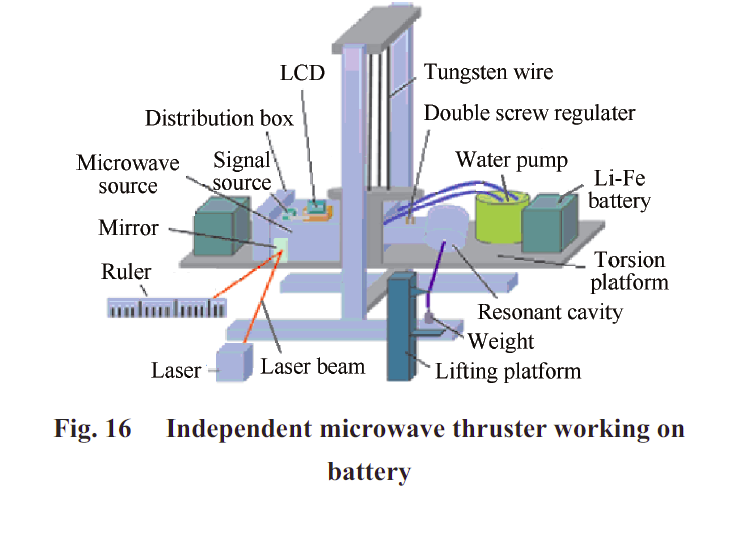 LCD
Tungsten wire
Distribution box
Double screw regulater
Microwave
source
Signal
source
Water pump
Li-Fe
battery
Mirror
Ruler
Torsion
platform
Resonant cavity
Weight
Laser
Laser beam
Lifting platform
Fig. 16 Independent microwave thruster working on
battery